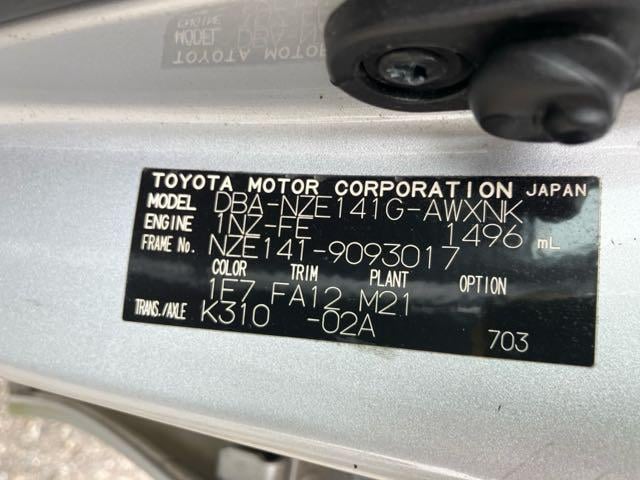 TOYOTA MOTOR CORPORATION JAPAN
MODEL DBA-NZE141G-AWXNK
ENGINE 1NZ-FE 1496 mL
FRAME No. NZE141-9093017
COLOR TRIM PLANT OPTION
1E7 FA12 M21
TRANS./AXLE K310 -02A
703